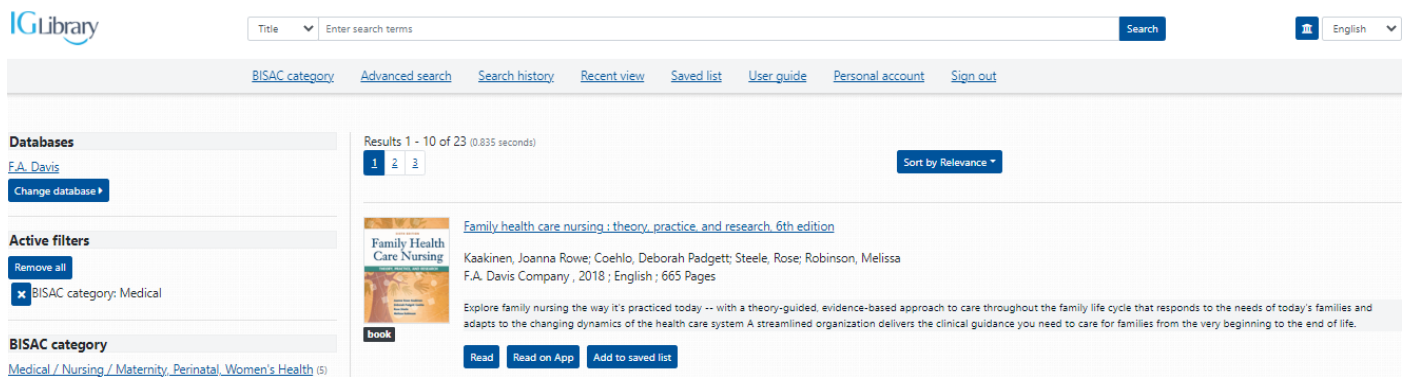 IGLibrary
Title Enter search terms Search English
BISAC category Advanced search Search history Recent view Saved list User guide Personal account Sign out
Databases
F.A. Davis
Change database
Active filters
Remove all
× BISAC category: Medical
BISAC category
Medical / Nursing / Maternity, Perinatal, Women's Health (5)
Results 1 - 10 of 23 (0.835 seconds)
1 2 3
Sort by Relevance
Family Health
Care Nursing
book
Family health care nursing : theory, practice, and research, 6th edition
Kaakinen, Joanna Rowe; Coehlo, Deborah Padgett; Steele, Rose; Robinson, Melissa
F.A. Davis Company , 2018 ; English ; 665 Pages
Explore family nursing the way it's practiced today -- with a theory-guided, evidence-based approach to care throughout the family life cycle that responds to the needs of today's families and
adapts to the changing dynamics of the health care system A streamlined organization delivers the clinical guidance you need to care for families from the very beginning to the end of life.
Read Read on App Add to saved list